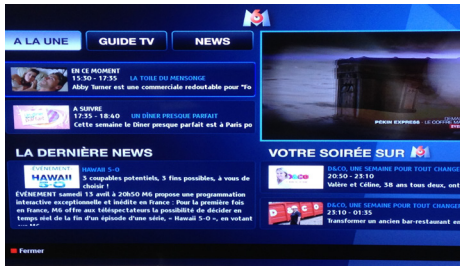 M6
A LA UNE
GUIDE TV
NEWS
EN CE MOMENT
15:30 - 17:35 LA TOILE DU MENSONGE
Abby Turner est une commerciale redoutable pour "Fo
A SUIVRE
17:35 - 18:40 UN DÎNER PRESQUE PARFAIT
Cette semaine le Dîner presque parfait est à Paris po
PEKIN EXPRESS - LE COFFRE
LA DERNIÈRE NEWS
ÉVÉNEMENT
HAWAII
5-0
HAWAII 5-0
3 coupables potentiels, 3 fins possibles, à vous de
choisir !
ÉVÉNEMENT samedi 13 avril à 20h50 M6 propose une programmation
interactive exceptionnelle et inédite en France : Pour la première fois
en France, M6 offre aux téléspectateurs la possibilité de décider en
temps réel de la fin d'un épisode d'une série, « Hawaii 5-0 », en votant
VOTRE SOIRÉE SUR M6
D&CO, UNE SEMAINE POUR TOUT CHANGE
20:50 - 23:10
Valère et Céline, 38 ans tous deux, ont
D&CO, UNE SEMAINE POUR TOUT CHANGE
23:10 - 01:35
Transformer un ancien bar-restaurant en
Fermer